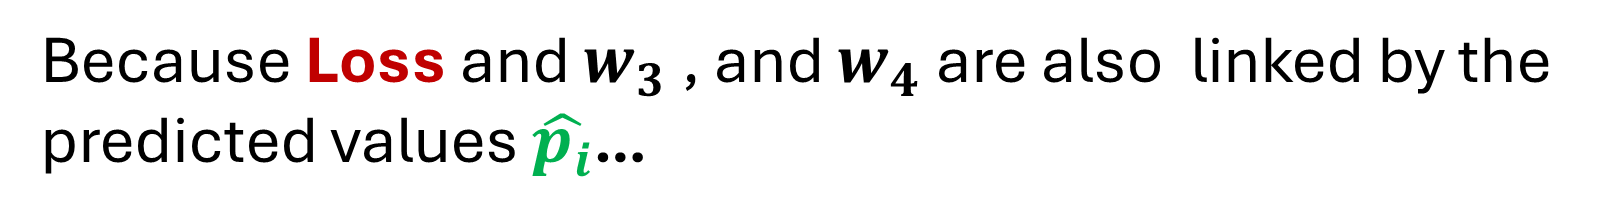 Because Loss and w₃ , and w₄ are also  linked by the
predicted values p̂ᵢ...